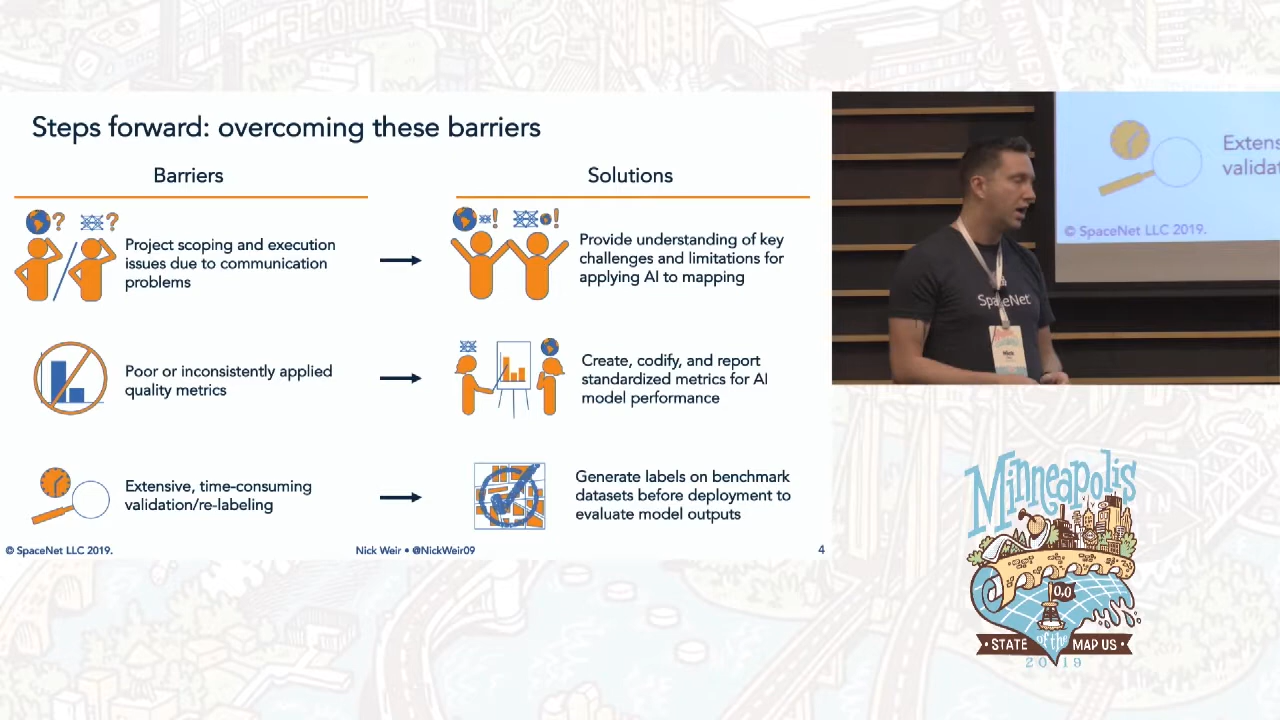 Steps forward: overcoming these barriers
Barriers
Solutions
Project scoping and execution
issues due to communication
problems
Provide understanding of key
challenges and limitations for
applying AI to mapping
Poor or inconsistently applied
quality metrics
Create, codify, and report
standardized metrics for AI
model performance
Extensive, time-consuming
validation/re-labeling
Generate labels on benchmark
datasets before deployment to
evaluate model outputs
© SpaceNet LLC 2019.
Nick Weir • @NickWeir09
4
Extens
validat
© SpaceNet LLC 2019.
SpaceNet
Nick
Minneapolis
0,0
• STATE of the MAP US •
2019